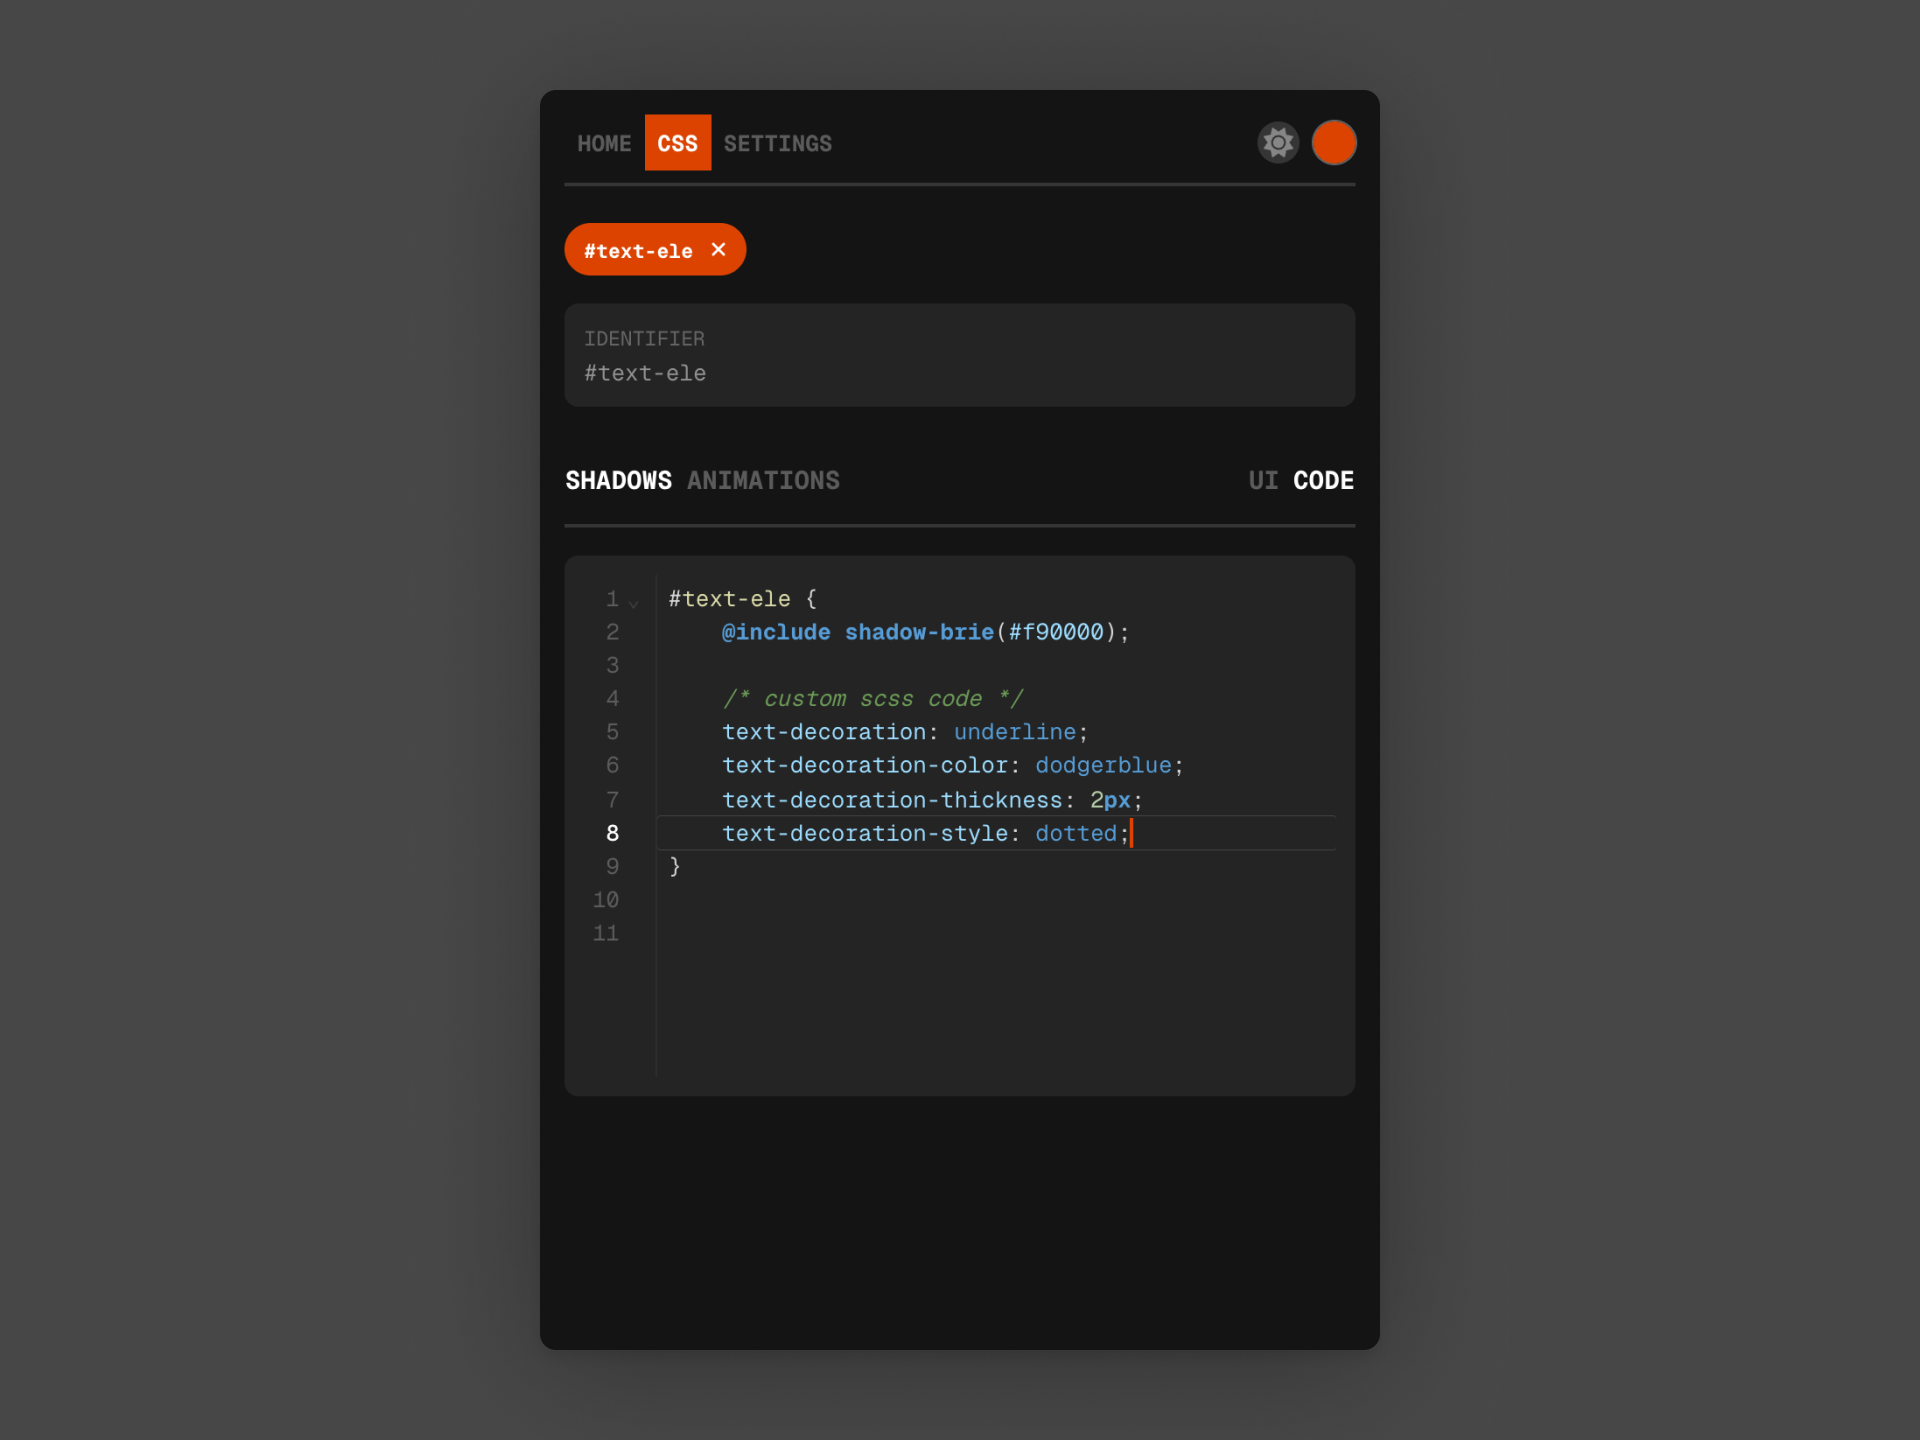 HOME CSS SETTINGS
#text-ele ×
IDENTIFIER
#text-ele
SHADOWS ANIMATIONS UI CODE
1 #text-ele {
2     @include shadow-brie(#f90000);
3
4     /* custom scss code */
5     text-decoration: underline;
6     text-decoration-color: dodgerblue;
7     text-decoration-thickness: 2px;
8     text-decoration-style: dotted;
9 }
10
11